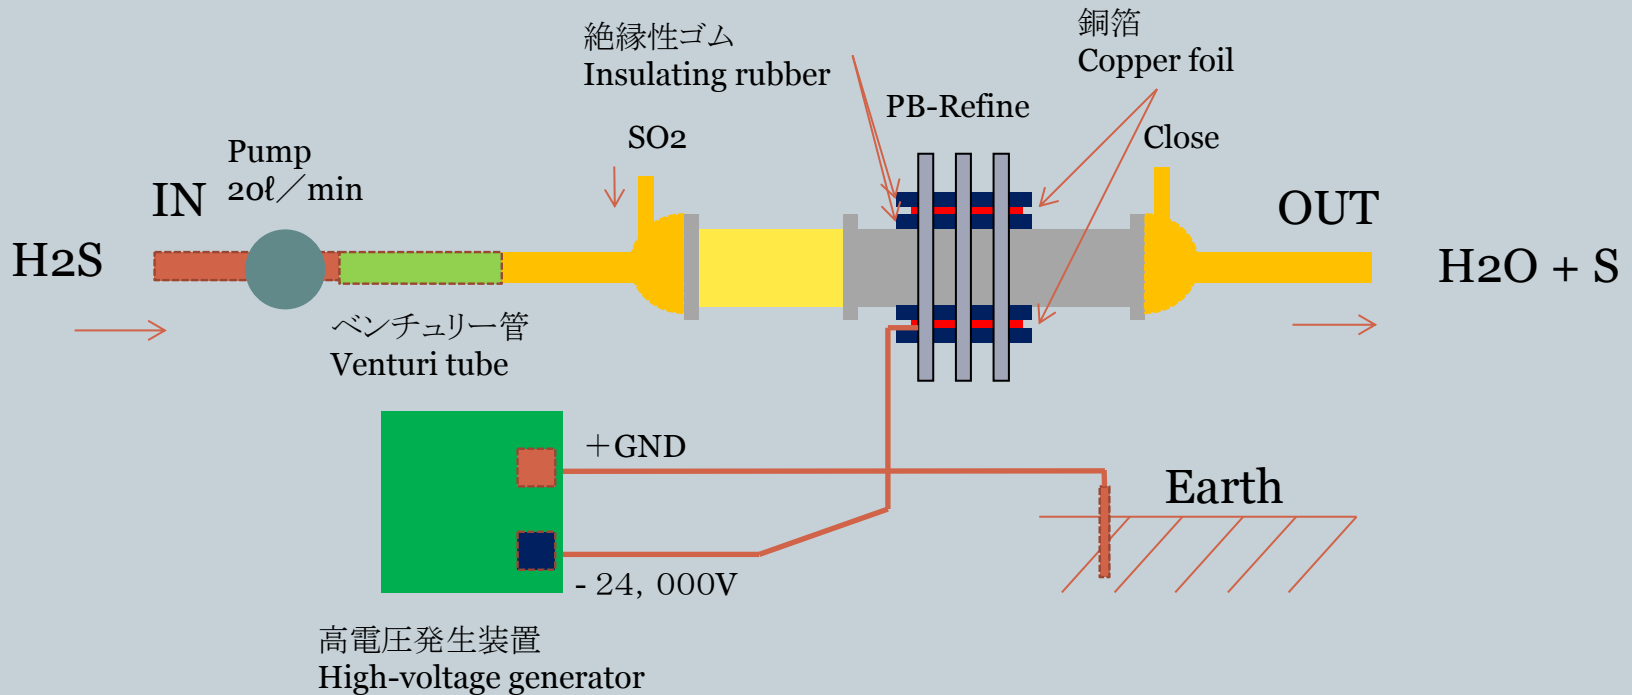 絶縁性ゴム
Insulating rubber
銅箔
Copper foil
PB-Refine
SO2
Close
Pump
20ℓ／min
IN
OUT
H2S
H2O + S
ベンチュリー管
Venturi tube
＋GND
Earth
- 24, 000V
高電圧発生装置
High-voltage generator